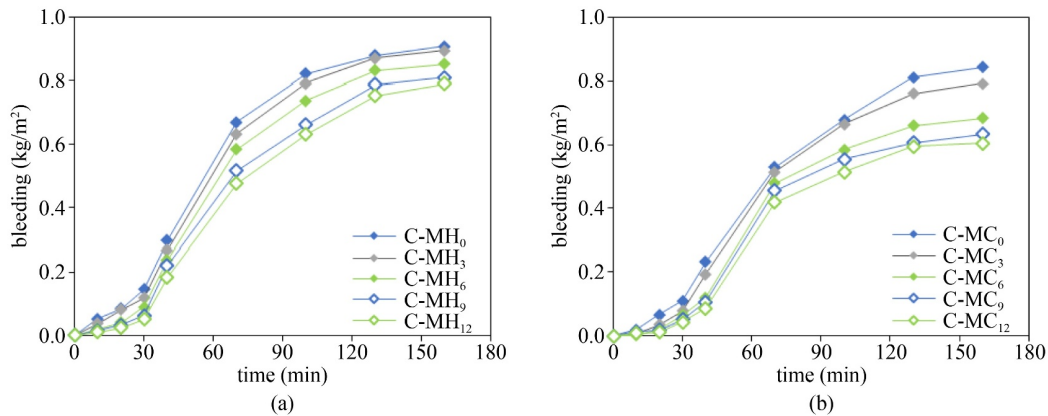 1.0
0.8
0.6
0.4
0.2
0.0
bleeding (kg/m²)
0 30 60 90 120 150 180
time (min)
C-MH₀
C-MH₃
C-MH₆
C-MH₉
C-MH₁₂
(a)
1.0
0.8
0.6
0.4
0.2
0.0
bleeding (kg/m²)
0 30 60 90 120 150 180
time (min)
C-MC₀
C-MC₃
C-MC₆
C-MC₉
C-MC₁₂
(b)